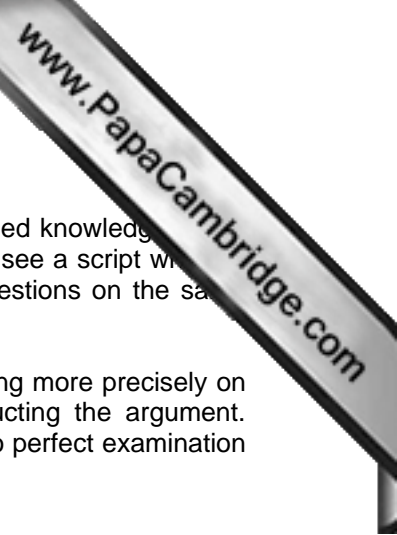 www.PapaCambridge.com
ed knowledg
see a script w
estions on the sa
ng more precisely on
ucting the argument.
o perfect examination